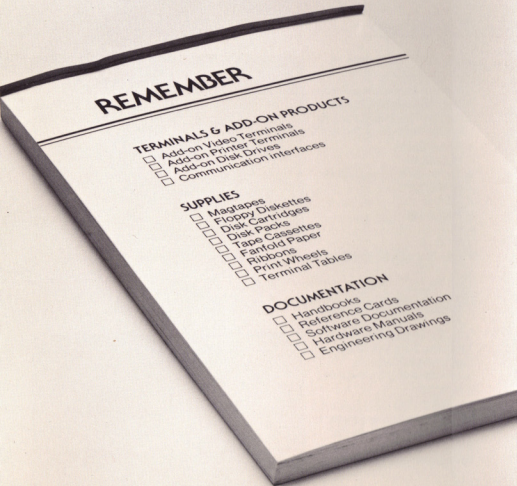 REMEMBER
TERMINALS & ADD-ON PRODUCTS
Add-on Video Terminals
Add-on Printer Terminals
Add-on Disk Drives
Communication interfaces
SUPPLIES
Magtapes
Floppy Diskettes
Disk Cartridges
Disk Packs
Tape Cassettes
Fanfold Paper
Ribbons
Print Wheels
Terminal Tables
DOCUMENTATION
Handbooks
Reference Cards
Software Documentation
Hardware Manuals
Engineering Drawings